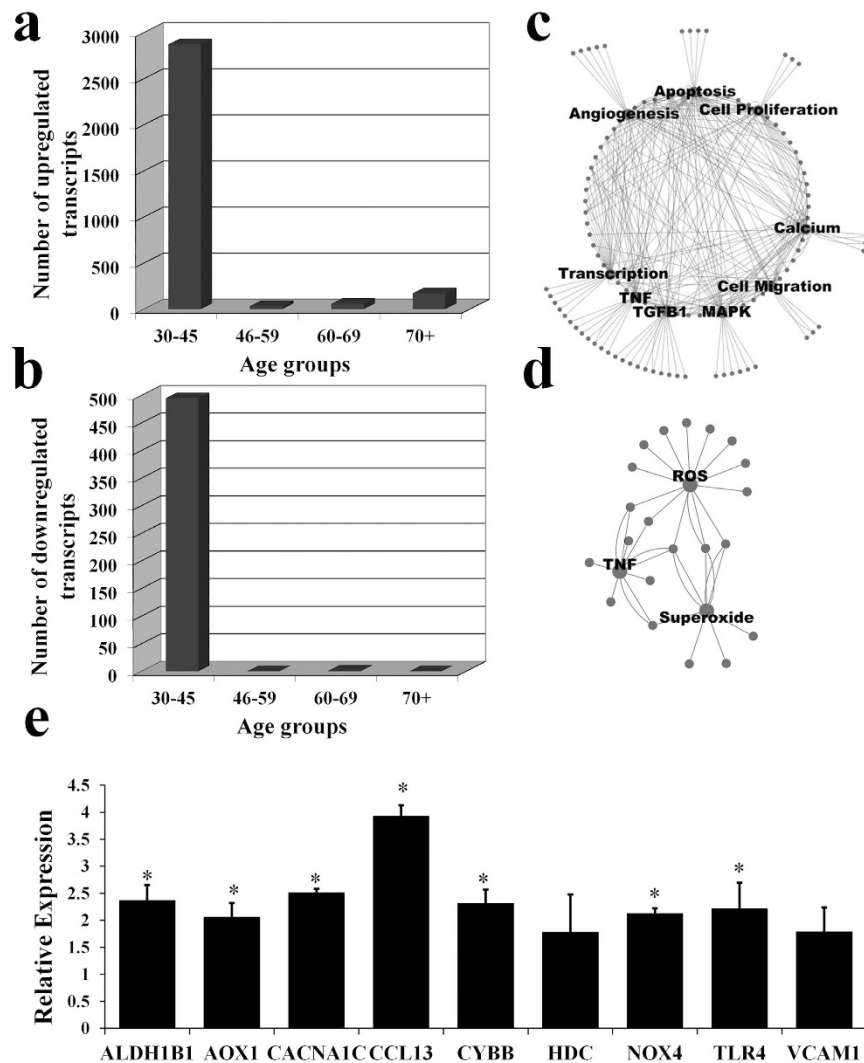 a
Number of upregulated
transcripts
3000
2500
2000
1500
1000
500
0
30-45 46-59 60-69 70+
Age groups
b
Number of downregulated
transcripts
500
450
400
350
300
250
200
150
100
50
0
30-45 46-59 60-69 70+
Age groups
c
Apoptosis
Angiogenesis
Cell Proliferation
Calcium
Transcription
Cell Migration
TNF
TGFB1
MAPK
d
ROS
TNF
Superoxide
e
Relative Expression
4.5
4
3.5
3
2.5
2
1.5
1
0.5
0
* * * * * * *
ALDH1B1 AOX1 CACNA1C CCL13 CYBB HDC NOX4 TLR4 VCAM1